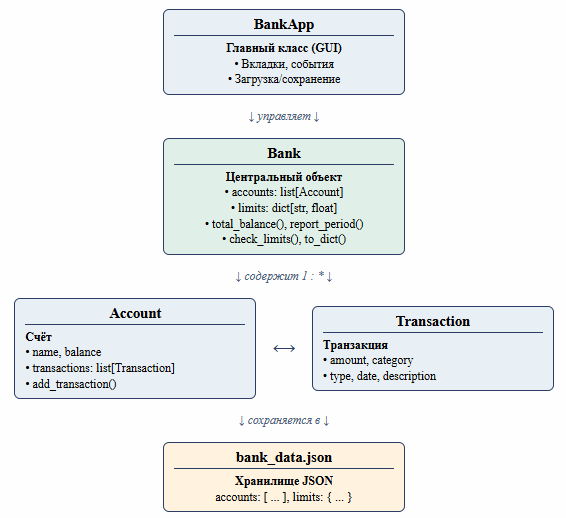 BankApp
Главный класс (GUI)
• Вкладки, события
• Загрузка/сохранение
↓ управляет ↓
Bank
Центральный объект
• accounts: list[Account]
• limits: dict[str, float]
• total_balance(), report_period()
• check_limits(), to_dict()
↓ содержит 1 : * ↓
Account
Счёт
• name, balance
• transactions: list[Transaction]
• add_transaction()
↔
Transaction
Транзакция
• amount, category
• type, date, description
↓ сохраняется в ↓
bank_data.json
Хранилище JSON
accounts: [ ... ], limits: { ... }